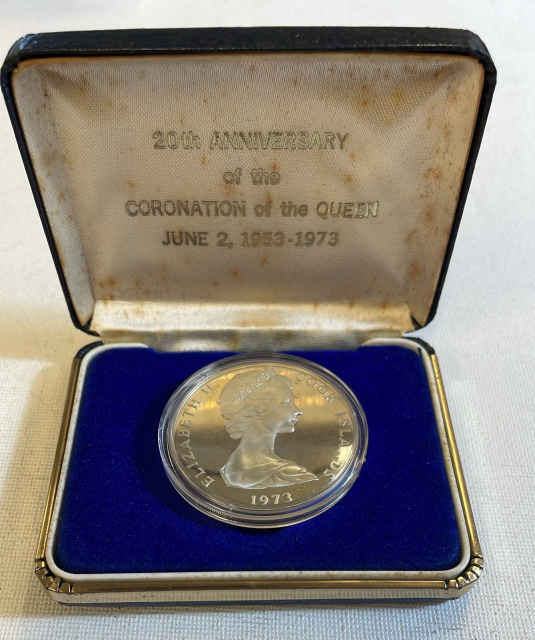 20th ANNIVERSARY
of the
CORONATION of the QUEEN
JUNE 2, 1953-1973
ELIZABETH II COOK ISLANDS
1973